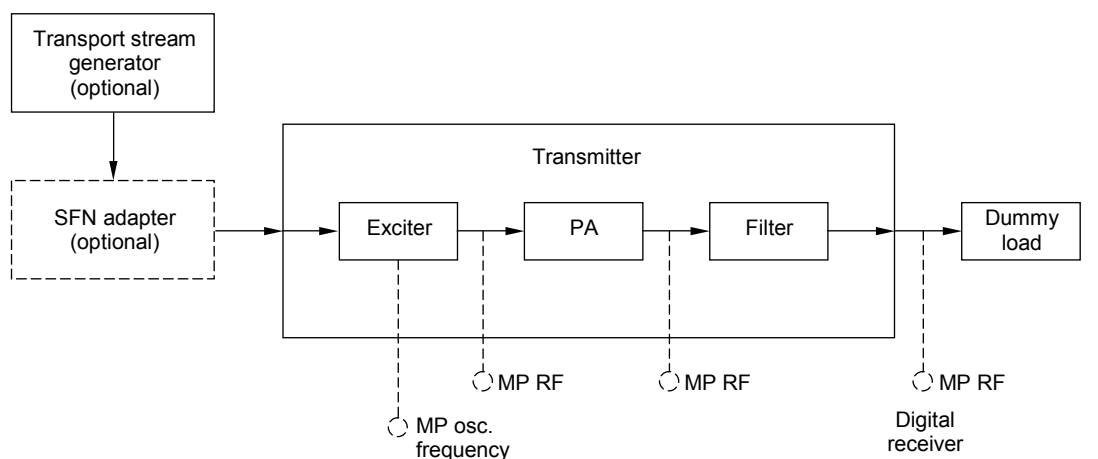 Transport stream
generator
(optional)
SFN adapter
(optional)
Transmitter
Exciter
PA
Filter
Dummy
load
MP RF
MP RF
MP RF
MP osc.
frequency
Digital
receiver